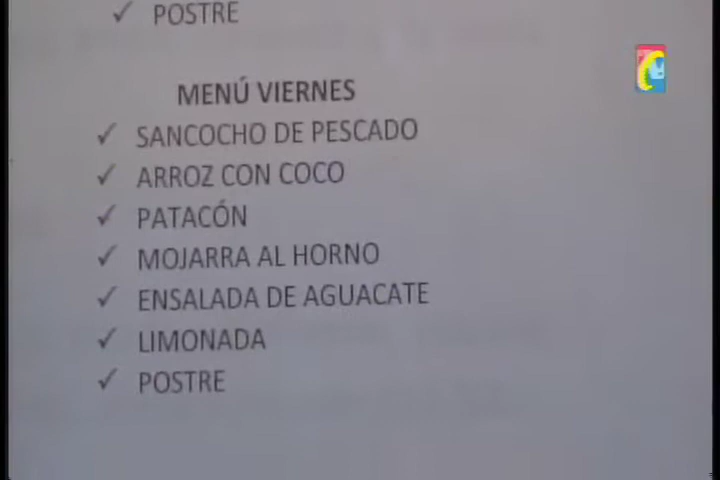 ✓ POSTRE
MENÚ VIERNES
✓ SANCOCHO DE PESCADO
✓ ARROZ CON COCO
✓ PATACÓN
✓ MOJARRA AL HORNO
✓ ENSALADA DE AGUACATE
✓ LIMONADA
✓ POSTRE